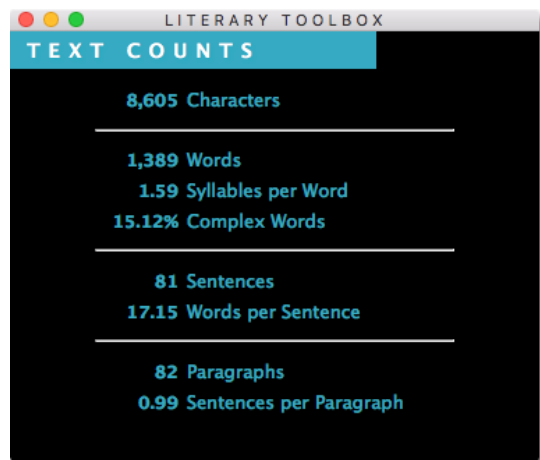 LITERARY TOOLBOX
TEXT COUNTS
8,605 Characters
1,389 Words
1.59 Syllables per Word
15.12% Complex Words
81 Sentences
17.15 Words per Sentence
82 Paragraphs
0.99 Sentences per Paragraph